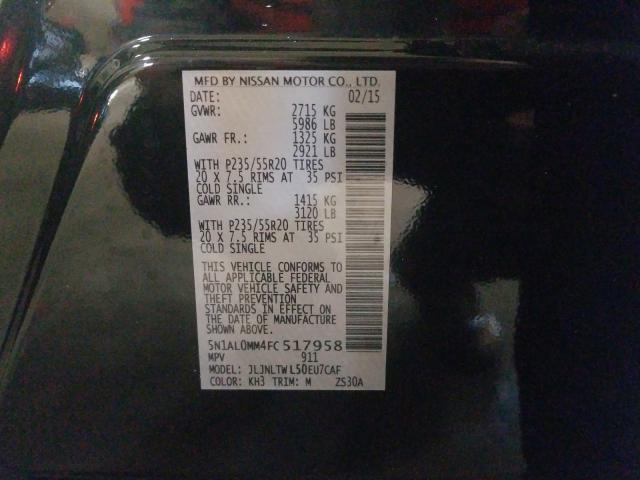 MFD BY NISSAN MOTOR CO., LTD.
DATE: 02/15
GVWR: 2715 KG
5986 LB
GAWR FR.: 1325 KG
2921 LB
WITH P235/55R20 TIRES
20 X 7.5 RIMS AT 35 PSI
COLD SINGLE
GAWR RR.: 1415 KG
3120 LB
WITH P235/55R20 TIRES
20 X 7.5 RIMS AT 35 PSI
COLD SINGLE
THIS VEHICLE CONFORMS TO
ALL APPLICABLE FEDERAL
MOTOR VEHICLE SAFETY AND
THEFT PREVENTION
STANDARDS IN EFFECT ON
THE DATE OF MANUFACTURE
SHOWN ABOVE.
5N1AL0MM4FC517958
MPV 911
MODEL: JLJNLTWL50EU7CAF
COLOR: KH3 TRIM: M ZS30A